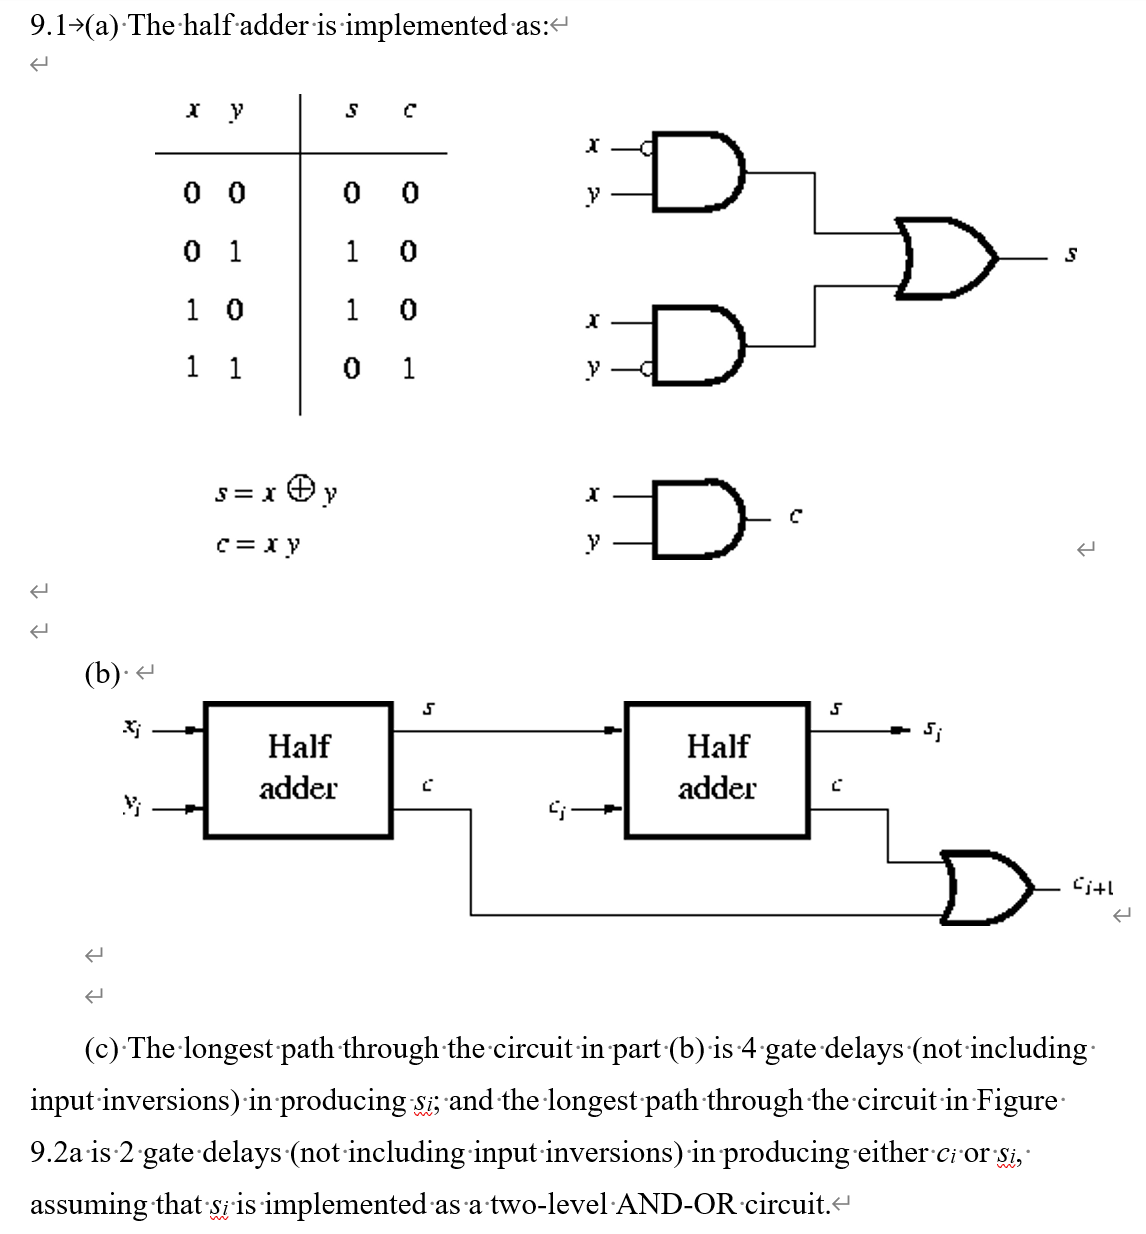 9.1→(a) The half adder is implemented as:↵
↵
x y s c
0 0 0 0
0 1 1 0
1 0 1 0
1 1 0 1
s = x ⊕ y
c = x y
x
y
s
x
y
x
y
c
↵
↵
↵
(b) ↵
x_i
y_i
Half adder
s
c
c_i
Half adder
s
c
s_i
c_{i+1}
↵
↵
↵
(c) The longest path through the circuit in part (b) is 4 gate delays (not including
input inversions) in producing s_i; and the longest path through the circuit in Figure
9.2a is 2 gate delays (not including input inversions) in producing either c_i or s_i,
assuming that s_i is implemented as a two-level AND-OR circuit.↵